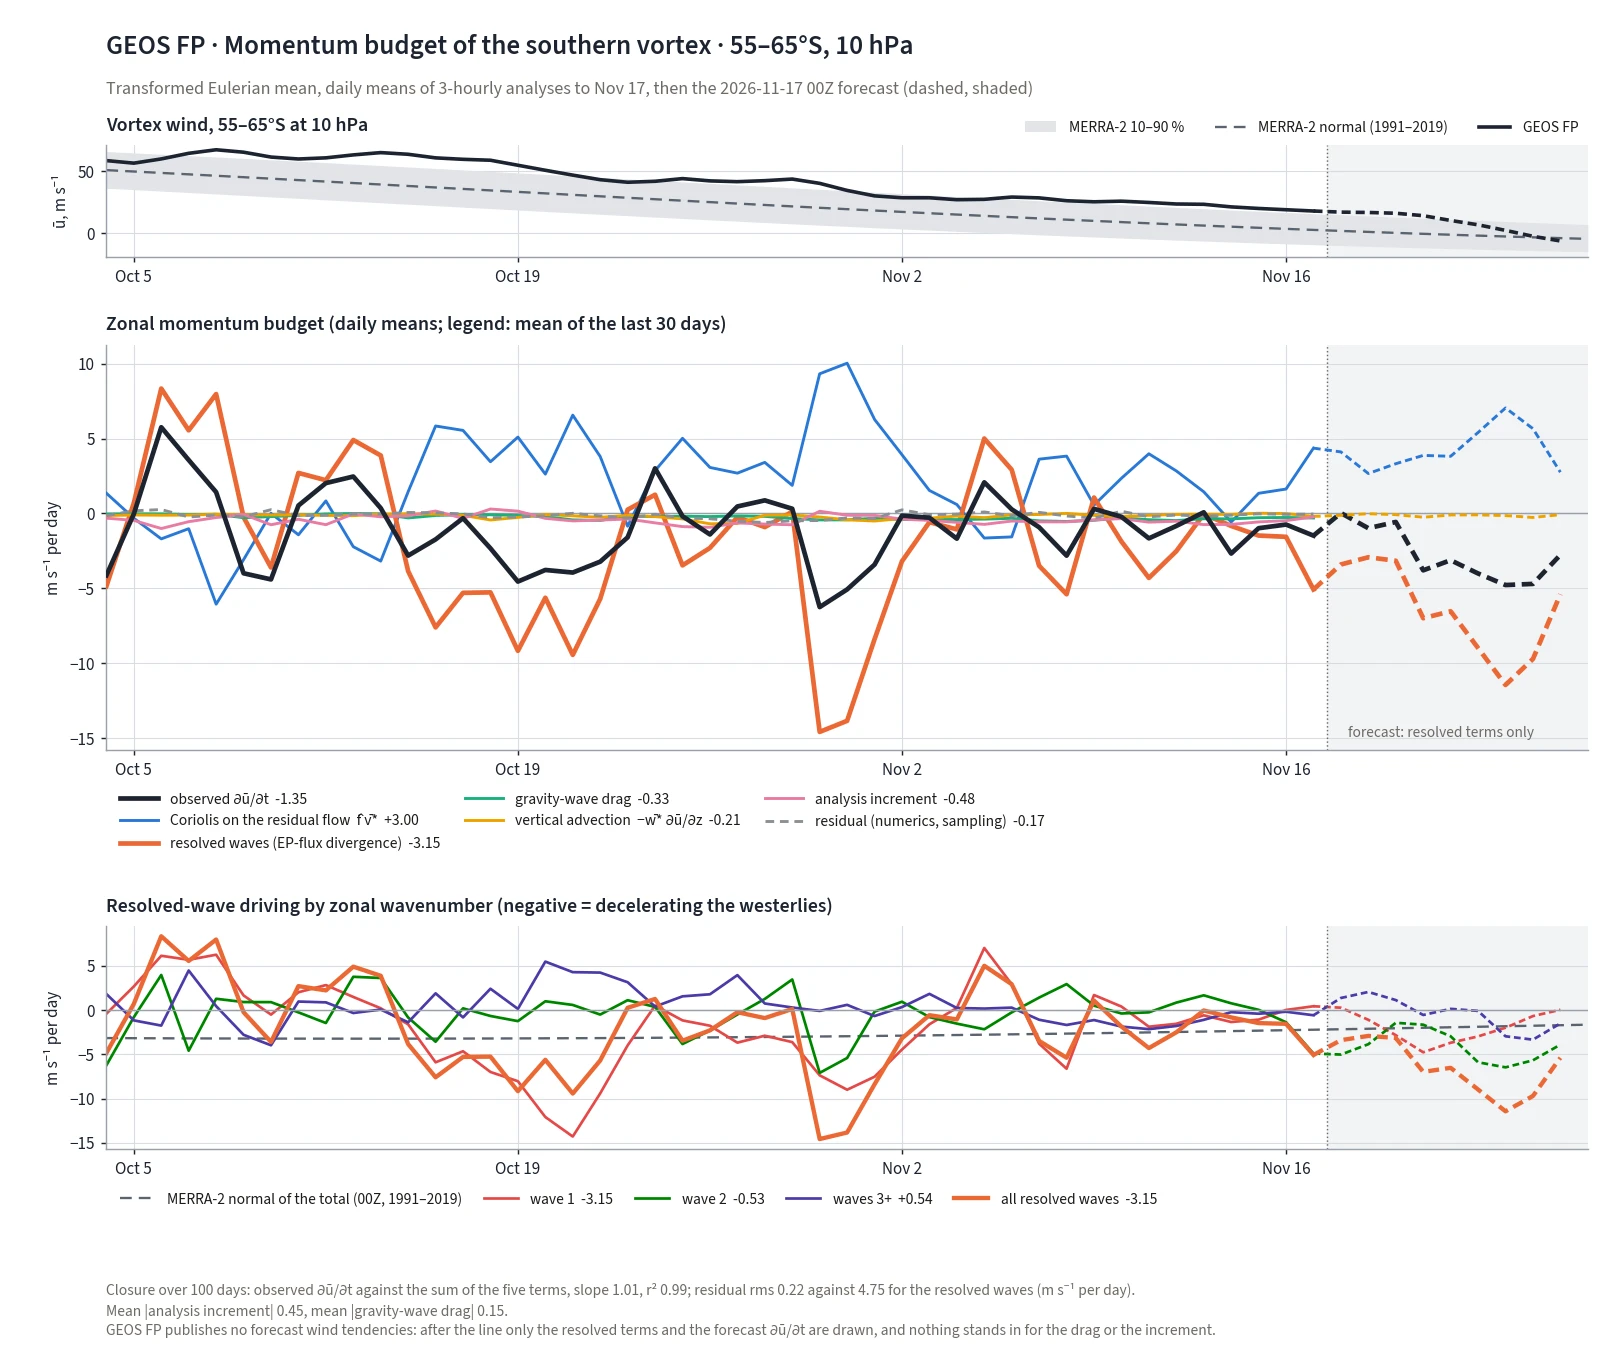 GEOS FP · Momentum budget of the southern vortex · 55–65°S, 10 hPa
Transformed Eulerian mean, daily means of 3-hourly analyses to Nov 17, then the 2026-11-17 00Z forecast (dashed, shaded)
Vortex wind, 55–65°S at 10 hPa
MERRA-2 10–90 % MERRA-2 normal (1991–2019) GEOS FP
ū, m s⁻¹
50
0
Oct 5 Oct 19 Nov 2 Nov 16
Zonal momentum budget (daily means; legend: mean of the last 30 days)
m s⁻¹ per day
10
5
0
−5
−10
−15
forecast: resolved terms only
Oct 5 Oct 19 Nov 2 Nov 16
observed ∂ū/∂t -1.35 gravity-wave drag -0.33 analysis increment -0.48
Coriolis on the residual flow f v̄* +3.00 vertical advection −w̄* ∂ū/∂z -0.21 residual (numerics, sampling) -0.17
resolved waves (EP-flux divergence) -3.15
Resolved-wave driving by zonal wavenumber (negative = decelerating the westerlies)
m s⁻¹ per day
5
0
−5
−10
−15
Oct 5 Oct 19 Nov 2 Nov 16
MERRA-2 normal of the total (00Z, 1991–2019) wave 1 -3.15 wave 2 -0.53 waves 3+ +0.54 all resolved waves -3.15
Closure over 100 days: observed ∂ū/∂t against the sum of the five terms, slope 1.01, r² 0.99; residual rms 0.22 against 4.75 for the resolved waves (m s⁻¹ per day).
Mean |analysis increment| 0.45, mean |gravity-wave drag| 0.15.
GEOS FP publishes no forecast wind tendencies: after the line only the resolved terms and the forecast ∂ū/∂t are drawn, and nothing stands in for the drag or the increment.